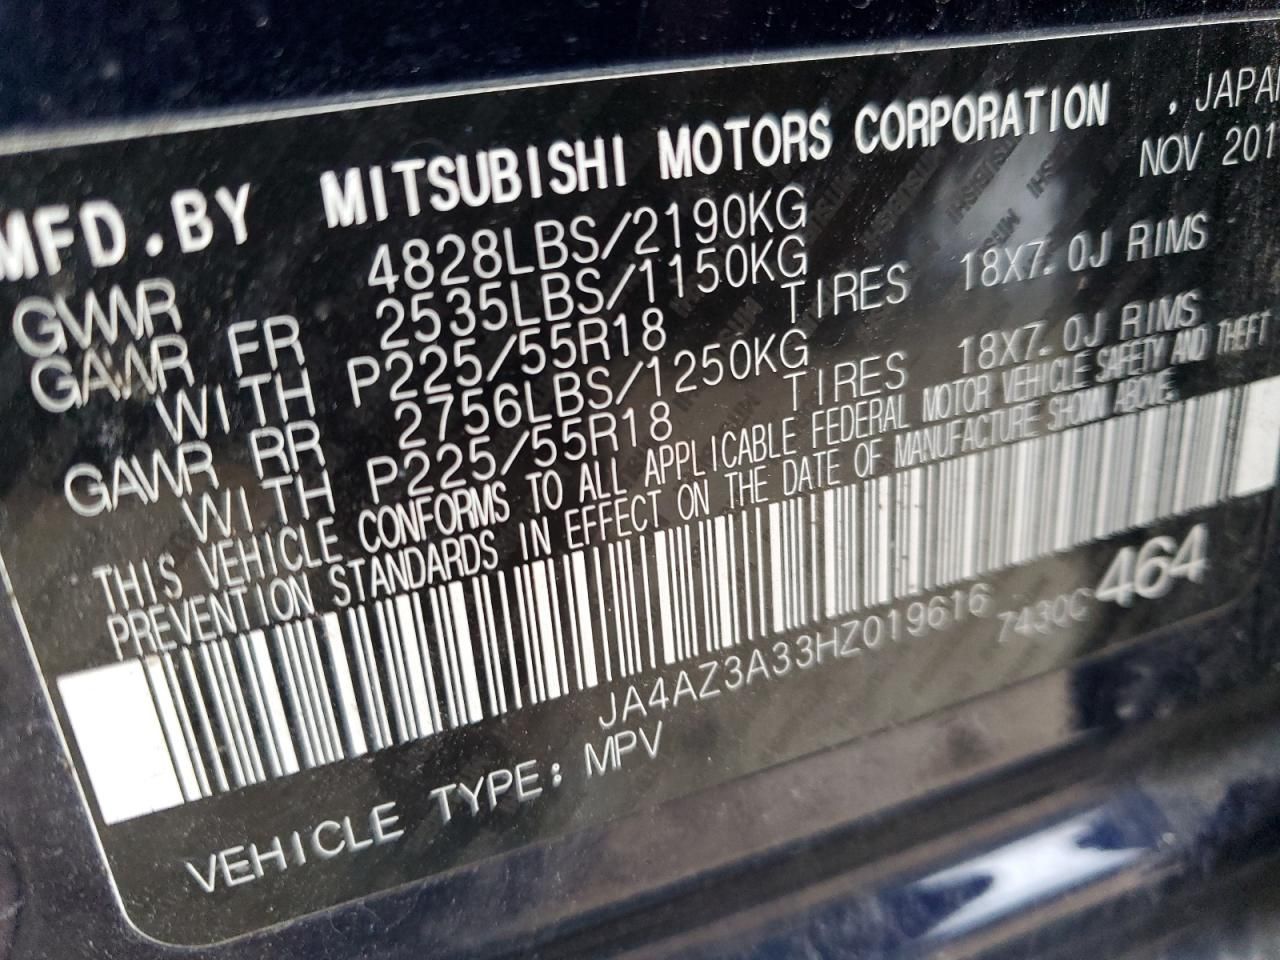 MFD.BY MITSUBISHI MOTORS CORPORATION , JAPAN
NOV 201
GVWR 4828LBS/2190KG
GAWR FR 2535LBS/1150KG
WITH P225/55R18 TIRES 18X7.0J RIMS
GAWR RR 2756LBS/1250KG
WITH P225/55R18 TIRES 18X7.0J RIMS
THIS VEHICLE CONFORMS TO ALL APPLICABLE FEDERAL MOTOR VEHICLE SAFETY AND THEFT
PREVENTION STANDARDS IN EFFECT ON THE DATE OF MANUFACTURE SHOWN ABOVE.
JA4AZ3A33HZ019616 7430C 464
VEHICLE TYPE: MPV